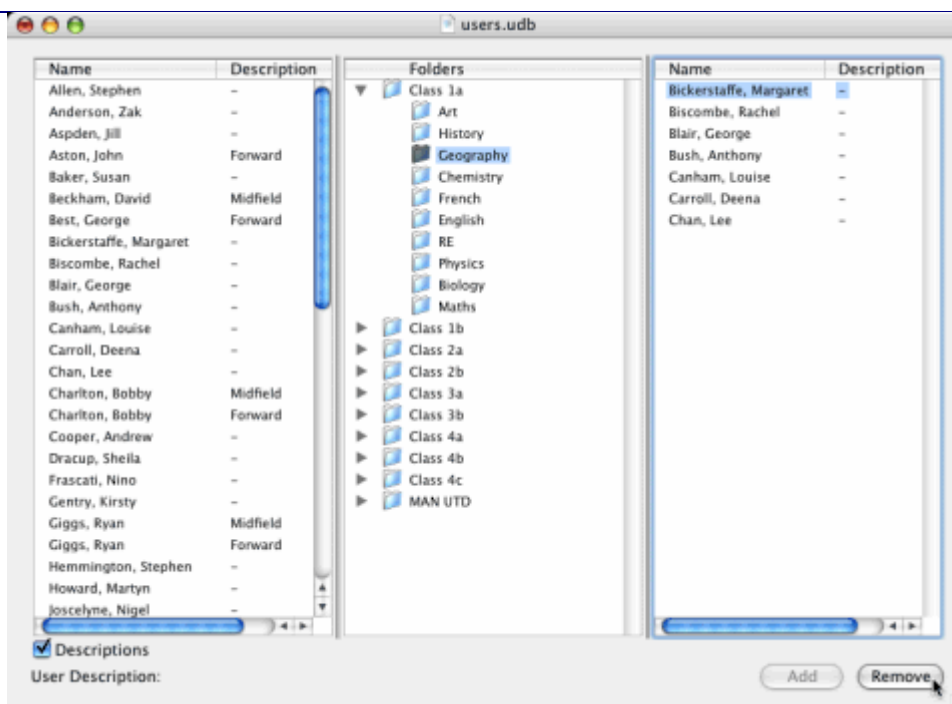 users.udb
Name Description
Allen, Stephen -
Anderson, Zak -
Aspden, Jill -
Aston, John Forward
Baker, Susan -
Beckham, David Midfield
Best, George Forward
Bickerstaffe, Margaret -
Biscombe, Rachel -
Blair, George -
Bush, Anthony -
Canham, Louise -
Carroll, Deena -
Chan, Lee -
Charlton, Bobby Midfield
Charlton, Bobby Forward
Cooper, Andrew -
Dracup, Sheila -
Frascati, Nino -
Gentry, Kirsty -
Giggs, Ryan Midfield
Giggs, Ryan Forward
Hemmington, Stephen -
Howard, Martyn -
Joscelyne, Nigel -
Folders
Class 1a
Art
History
Geography
Chemistry
French
English
RE
Physics
Biology
Maths
Class 1b
Class 2a
Class 2b
Class 3a
Class 3b
Class 4a
Class 4b
Class 4c
MAN UTD
Name Description
Bickerstaffe, Margaret -
Biscombe, Rachel -
Blair, George -
Bush, Anthony -
Canham, Louise -
Carroll, Deena -
Chan, Lee -
Descriptions
User Description:
Add
Remove